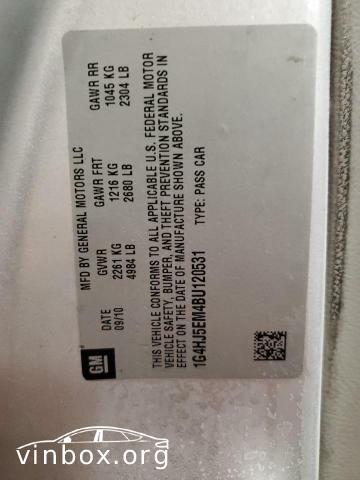 MFD BY GENERAL MOTORS LLC
DATE GVWR GAWR FRT GAWR RR
09/10 2261 KG 1216 KG 1045 KG
4984 LB 2680 LB 2304 LB
THIS VEHICLE CONFORMS TO ALL APPLICABLE U.S. FEDERAL MOTOR
VEHICLE SAFETY, BUMPER, AND THEFT PREVENTION STANDARDS IN
EFFECT ON THE DATE OF MANUFACTURE SHOWN ABOVE.
1G4HJ5EM4BU120531 TYPE: PASS CAR
GM
vinbox.org